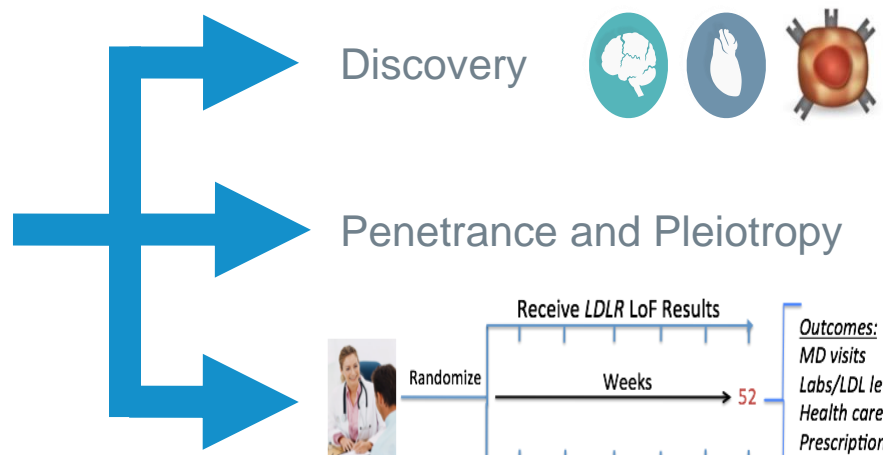 Discovery
Penetrance and Pleiotropy
Receive LDLR LoF Results
Outcomes:
MD visits
Randomize
Weeks
52
Labs/LDL le
Health care
Prescription